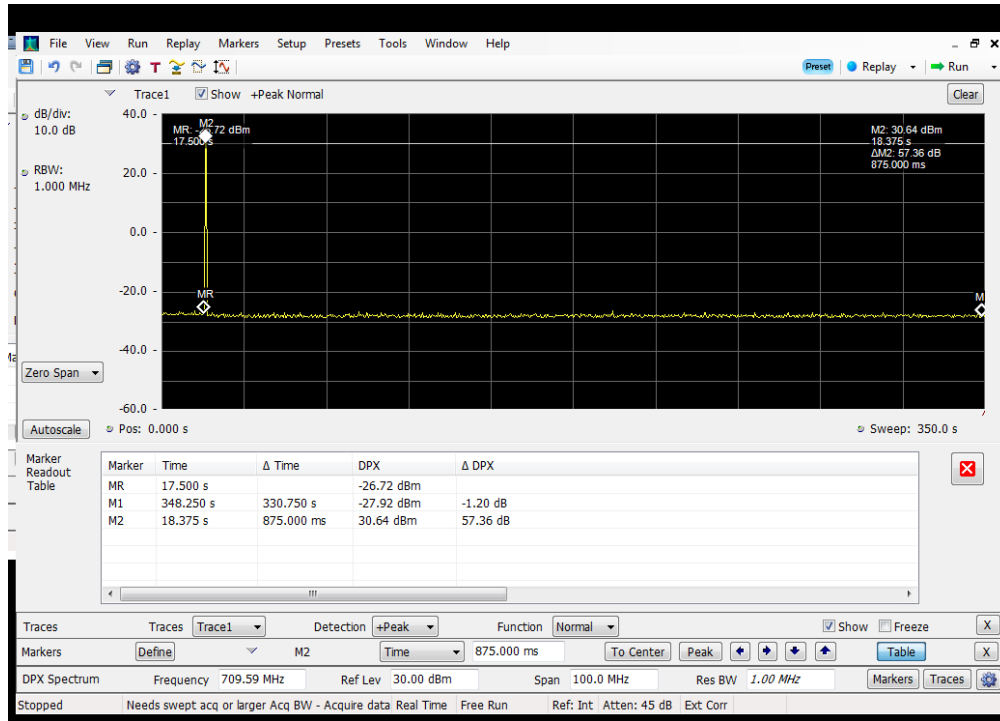 File View Run Replay Markers Setup Presets Tools Window Help
Preset Replay Run
Trace1 Show +Peak Normal Clear
dB/div:
10.0 dB
RBW:
1.000 MHz
40.0
20.0
0.0
-20.0
-40.0
-60.0
M2
MR: - .72 dBm
17.500 s
M2: 30.64 dBm
18.375 s
ΔM2: 57.36 dB
875.000 ms
MR
M
Zero Span
Autoscale Pos: 0.000 s Sweep: 350.0 s
Marker
Readout
Table
Marker Time Δ Time DPX Δ DPX
MR 17.500 s -26.72 dBm
M1 348.250 s 330.750 s -27.92 dBm -1.20 dB
M2 18.375 s 875.000 ms 30.64 dBm 57.36 dB
Traces Traces Trace1 Detection +Peak Function Normal Show Freeze X
Markers Define M2 Time 875.000 ms To Center Peak Table X
DPX Spectrum Frequency 709.59 MHz Ref Lev 30.00 dBm Span 100.0 MHz Res BW 1.00 MHz Markers Traces
Stopped Needs swept acq or larger Acq BW - Acquire data Real Time Free Run Ref: Int Atten: 45 dB Ext Corr